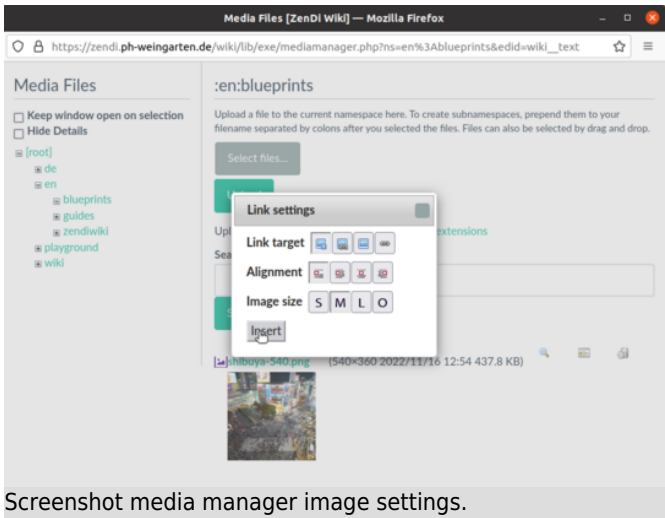 Media Files [ZenDi Wiki] — Mozilla Firefox
https://zendi.ph-weingarten.de/wiki/lib/exe/mediamanager.php?ns=en%3Ablueprints&edid=wiki__text
Media Files
Keep window open on selection
Hide Details
[root]
de
en
blueprints
guides
zendiwiki
playground
wiki
:en:blueprints
Upload a file to the current namespace here. To create subnamespaces, prepend them to your
filename separated by colons after you selected the files. Files can also be selected by drag and drop.
Select files...
Link settings
Upl extensions
Link target
Sea
Alignment
Image size S M L O
Insert
shibuya-540.png (540×360 2022/11/16 12:54 437.8 KB)
Screenshot media manager image settings.